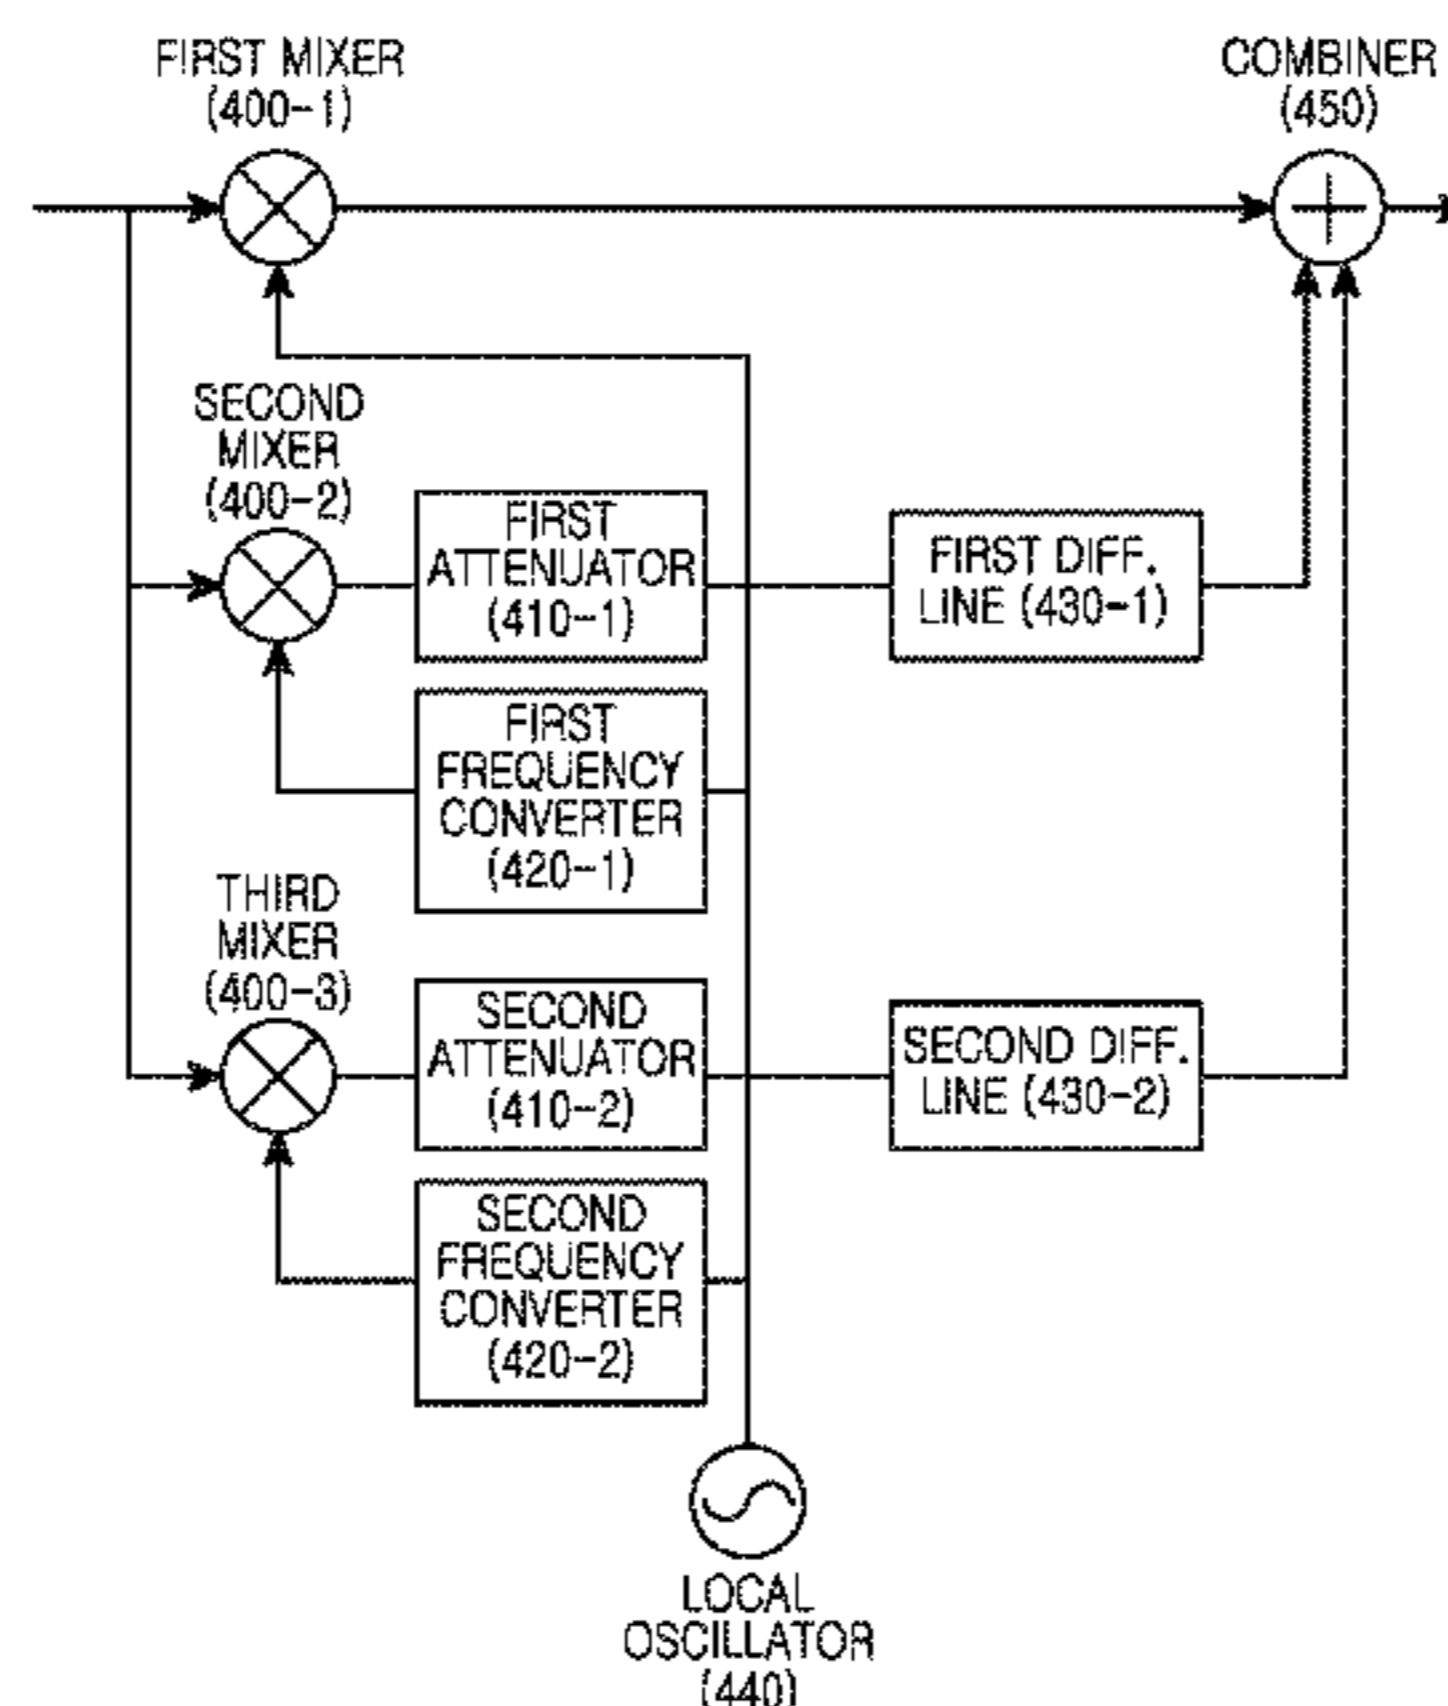 FIRST MIXER
(400-1)
COMBINER
(450)
SECOND
MIXER
(400-2)
FIRST
ATTENUATOR
(410-1)
FIRST DIFF.
LINE (430-1)
FIRST
FREQUENCY
CONVERTER
(420-1)
THIRD
MIXER
(400-3)
SECOND
ATTENUATOR
(410-2)
SECOND DIFF.
LINE (430-2)
SECOND
FREQUENCY
CONVERTER
(420-2)
LOCAL
OSCILLATOR
(440)